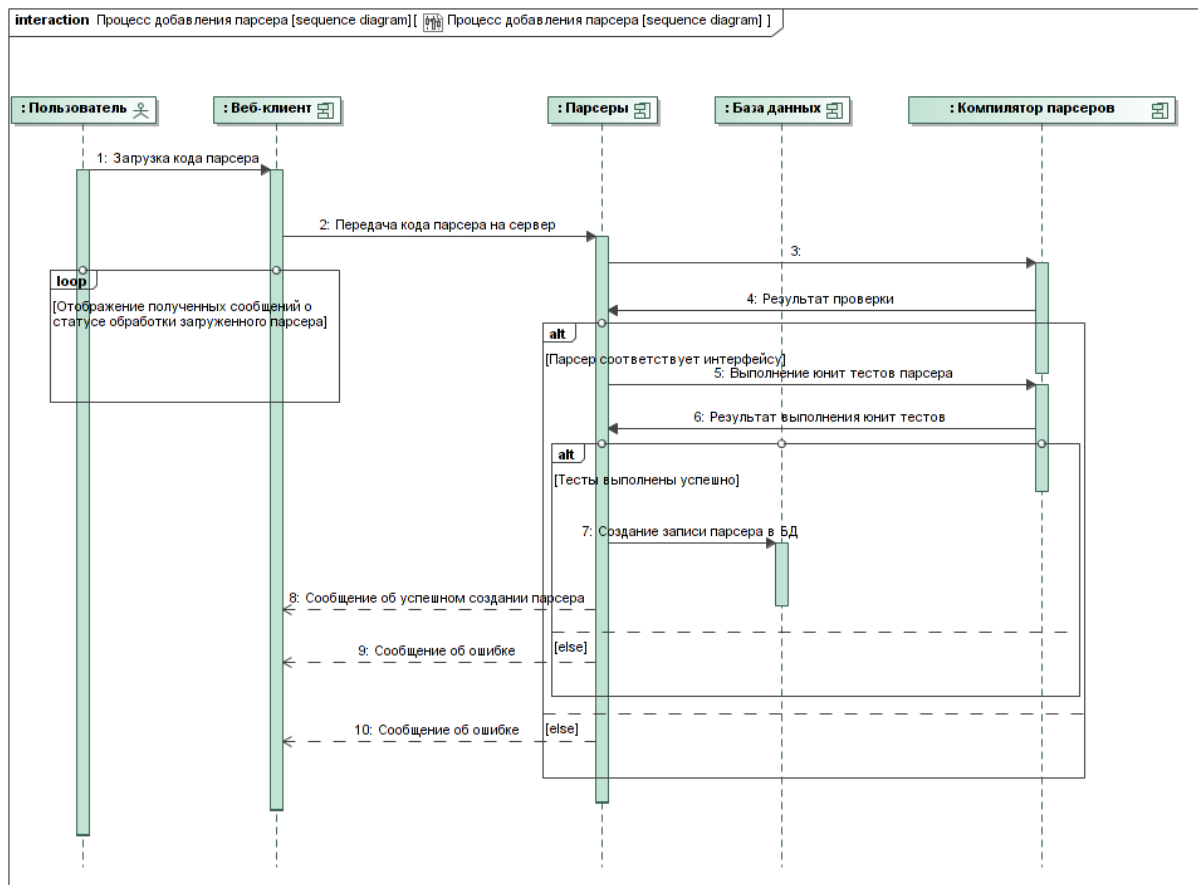 interaction Процесс добавления парсера [sequence diagram] [ Процесс добавления парсера [sequence diagram] ]
: Пользователь
: Веб-клиент
: Парсеры
: База данных
: Компилятор парсеров
1: Загрузка кода парсера
2: Передача кода парсера на сервер
3:
loop
[Отображение полученных сообщений о
статусе обработки загруженного парсера]
4: Результат проверки
alt
[Парсер соответствует интерфейсу]
5: Выполнение юнит тестов парсера
6: Результат выполнения юнит тестов
alt
[Тесты выполнены успешно]
7: Создание записи парсера в БД
8: Сообщение об успешном создании парсера
[else]
9: Сообщение об ошибке
[else]
10: Сообщение об ошибке